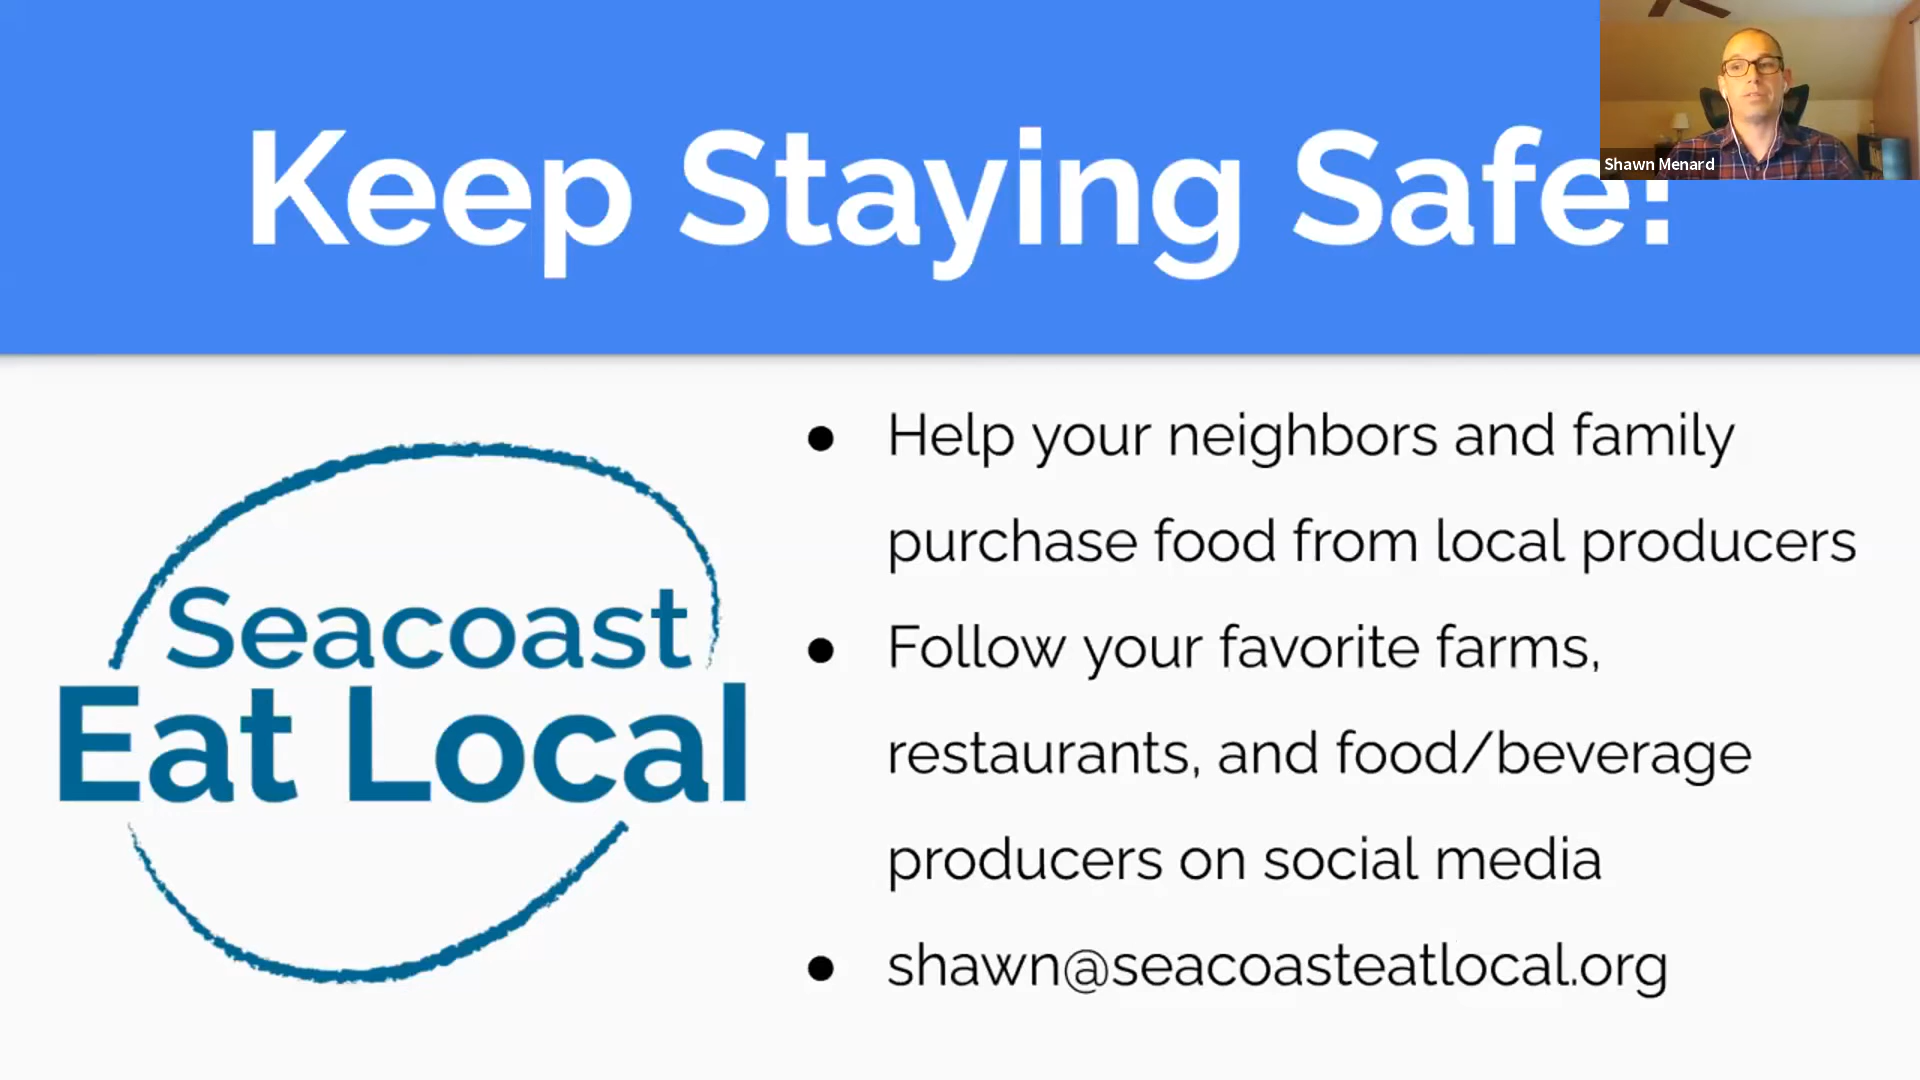 Keep Staying Safe:
Shawn Menard
Seacoast
Eat Local
● Help your neighbors and family
purchase food from local producers
● Follow your favorite farms,
restaurants, and food/beverage
producers on social media
● shawn@seacoasteatlocal.org